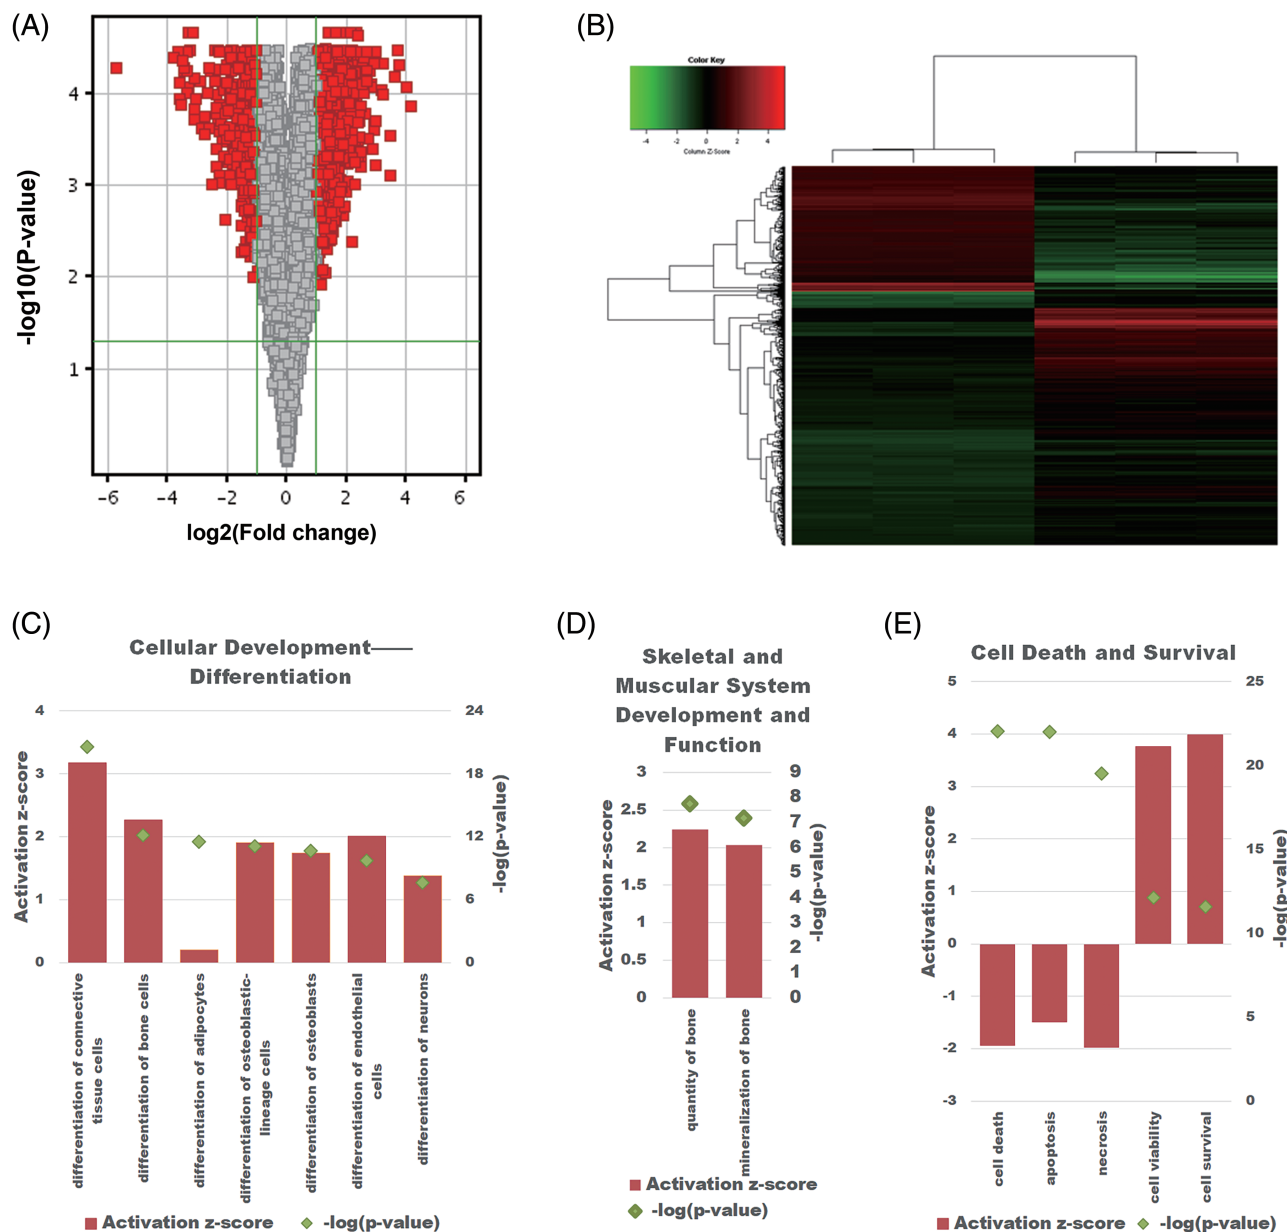 (A)
-log10(P-value)
4
3
2
1
-6
-4
-2
0
2
4
6
log2(Fold change)
(B)
Color Key
-4
-2
0
2
4
Column Z-Score
(C)
Cellular Development——
Differentiation
Activation z-score
4
3
2
1
0
24
18
12
6
0
-log(p-value)
differentiation of connective
tissue cells
differentiation of bone cells
differentiation of adipocytes
differentiation of osteoblastic-
lineage cells
differentiation of osteoblasts
differentiation of endothelial
cells
differentiation of neurons
Activation z-score
-log(p-value)
(D)
Skeletal and
Muscular System
Development and
Function
Activation z-score
3
2.5
2
1.5
1
0.5
0
9
8
7
6
5
4
3
2
1
0
-log(p-value)
quantity of bone
mineralization of bone
Activation z-score
-log(p-value)
(E)
Cell Death and Survival
Activation z-score
5
4
3
2
1
0
-1
-2
-3
25
20
15
10
5
0
-log(p-value)
cell death
apoptosis
necrosis
cell viability
cell survival
Activation z-score
-log(p-value)